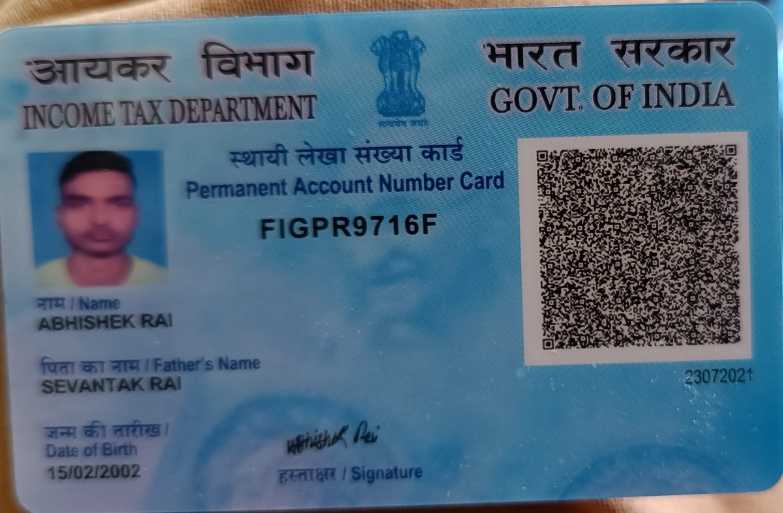 आयकर विभाग
INCOME TAX DEPARTMENT
भारत सरकार
GOVT. OF INDIA
सत्यमेव जयते
स्थायी लेखा संख्या कार्ड
Permanent Account Number Card
FIGPR9716F
नाम / Name
ABHISHEK RAI
पिता का नाम / Father's Name
SEVANTAK RAI
23072021
जन्म की तारीख /
Date of Birth
15/02/2002
Abhishek Rai
हस्ताक्षर / Signature